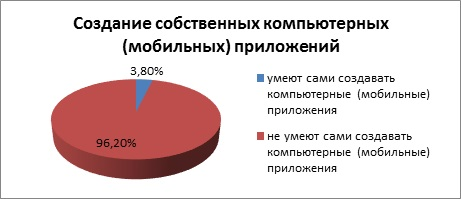 Создание собственных компьютерных
(мобильных) приложений
3,80%
96,20%
умеют сами создавать
компьютерные (мобильные)
приложения
не умеют сами создавать
компьютерные (мобильные)
приложения